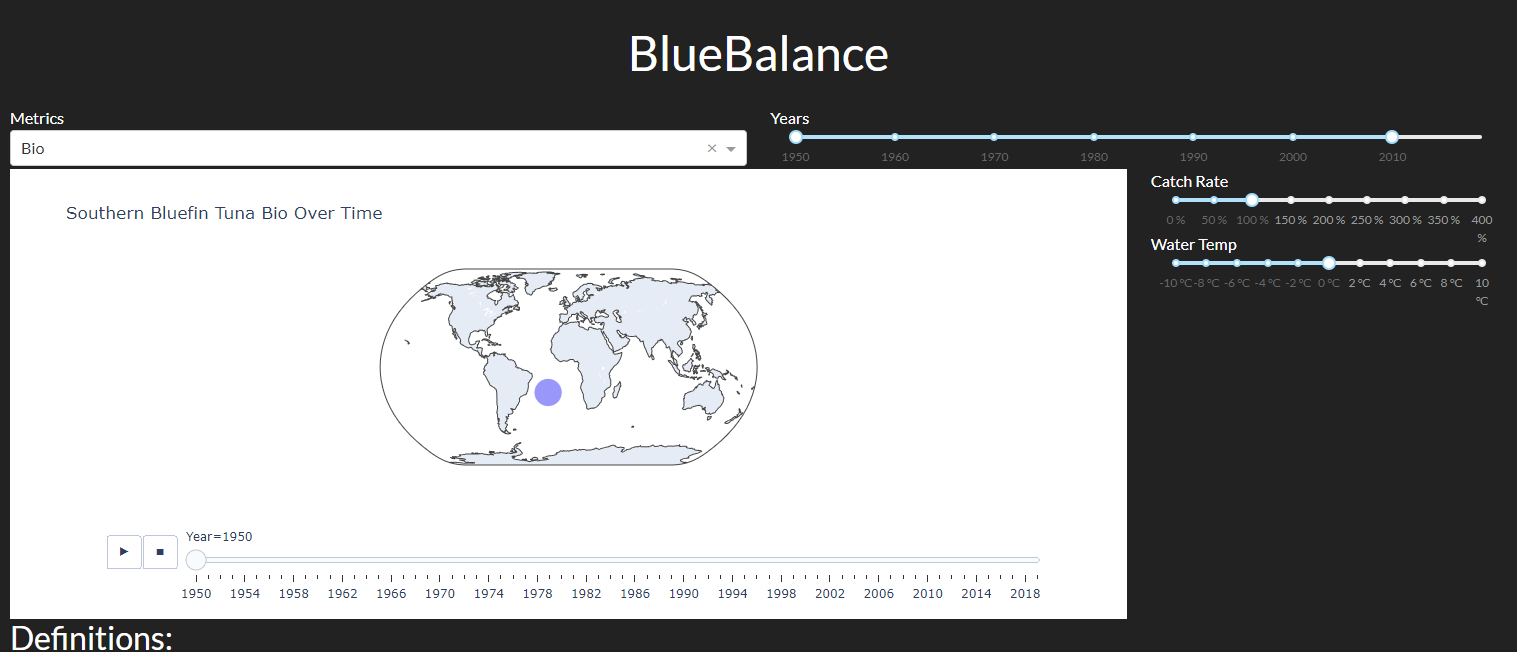 BlueBalance
Metrics
Years
Bio
1950 1960 1970 1980 1990 2000 2010
Southern Bluefin Tuna Bio Over Time
Catch Rate
0 % 50 % 100 % 150 % 200 % 250 % 300 % 350 % 400
%
Water Temp
-10 °C -8 °C -6 °C -4 °C -2 °C 0 °C 2 °C 4 °C 6 °C 8 °C 10
°C
Year=1950
1950 1954 1958 1962 1966 1970 1974 1978 1982 1986 1990 1994 1998 2002 2006 2010 2014 2018
Definitions: